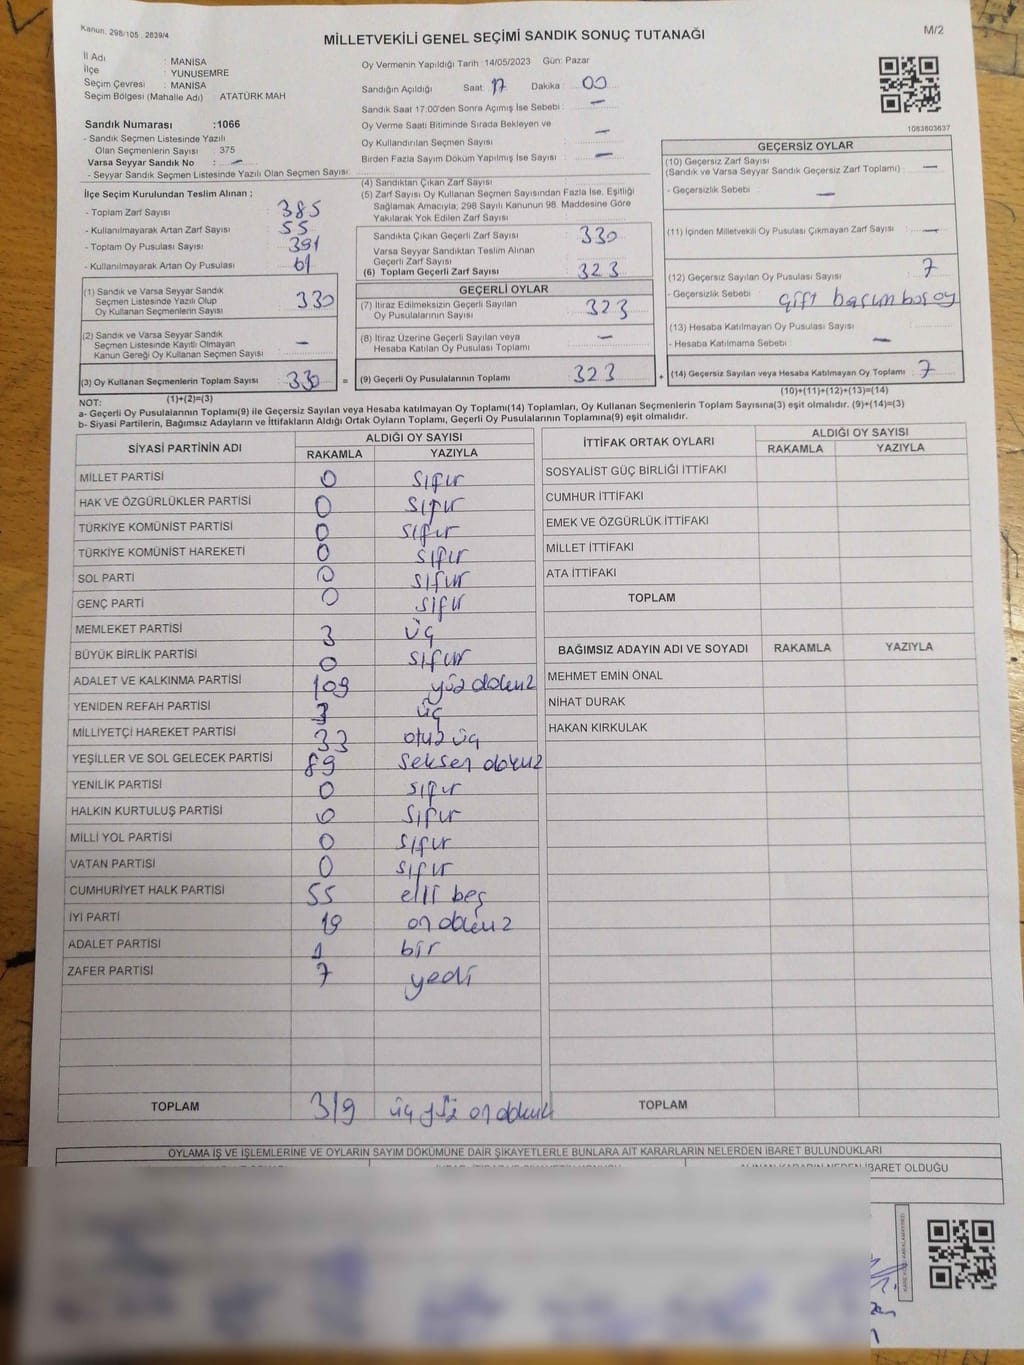 Kanun. 298/105 . 2839/4
MİLLETVEKİLİ GENEL SEÇİMİ SANDIK SONUÇ TUTANAĞI
M/2
İl Adı : MANİSA
İlçe : YUNUSEMRE
Seçim Çevresi : MANİSA
Seçim Bölgesi (Mahalle Adı) ATATÜRK MAH
Sandık Numarası :1066
- Sandık Seçmen Listesinde Yazılı
Olan Seçmenlerin Sayısı 375
Varsa Seyyar Sandık No : -
- Seyyar Sandık Seçmen Listesinde Yazılı Olan Seçmen Sayısı:
Oy Vermenin Yapıldığı Tarih :14/05/2023 Gün: Pazar
Sandığın Açıldığı Saat : 17 Dakika : 00
Sandık Saat 17:00'den Sonra Açımış İse Sebebi : -
Oy Verme Saati Bitiminde Sırada Bekleyen ve
Oy Kullandırılan Seçmen Sayısı : -
Birden Fazla Sayım Döküm Yapılmış İse Sayısı : -
1083803637
İlçe Seçim Kurulundan Teslim Alınan ;
- Toplam Zarf Sayısı : 385
- Kullanılmayarak Artan Zarf Sayısı : 55
- Toplam Oy Pusulası Sayısı : 391
- Kullanılmayarak Artan Oy Pusulası : 61
(1) Sandık ve Varsa Seyyar Sandık
Seçmen Listesinde Yazılı Olup
Oy Kullanan Seçmenlerin Sayısı : 330
(2) Sandık ve Varsa Seyyar Sandık
Seçmen Listesinde Kayıtlı Olmayan
Kanun Gereği Oy Kullanan Seçmen Sayısı : -
(3) Oy Kullanan Seçmenlerin Toplam Sayısı : 330 =
(1)+(2)=(3)
(4) Sandıktan Çıkan Zarf Sayısı :
(5) Zarf Sayısı Oy Kullanan Seçmen Sayısından Fazla İse, Eşitliği
Sağlamak Amacıyla; 298 Sayılı Kanunun 98. Maddesine Göre
Yakılarak Yok Edilen Zarf Sayısı :
Sandıkta Çıkan Geçerli Zarf Sayısı : 330
Varsa Seyyar Sandıktan Teslim Alınan
Geçerli Zarf Sayısı :
(6) Toplam Geçerli Zarf Sayısı : 323
GEÇERLİ OYLAR
(7) İtiraz Edilmeksizin Geçerli Sayılan
Oy Pusulalarının Sayısı : 323
(8) İtiraz Üzerine Geçerli Sayılan veya
Hesaba Katılan Oy Pusulası Toplamı : -
(9) Geçerli Oy Pusulalarının Toplamı : 323 +
GEÇERSİZ OYLAR
(10) Geçersiz Zarf Sayısı
(Sandık ve Varsa Seyyar Sandık Geçersiz Zarf Toplamı) : -
- Geçersizlik Sebebi : -
(11) İçinden Milletvekili Oy Pusulası Çıkmayan Zarf Sayısı : -
(12) Geçersiz Sayılan Oy Pusulası Sayısı : 7
- Geçersizlik Sebebi : çift basım boş oy
(13) Hesaba Katılmayan Oy Pusulası Sayısı :
- Hesaba Katılmama Sebebi : -
(14) Geçersiz Sayılan veya Hesaba Katılmayan Oy Toplamı : 7
(10)+(11)+(12)+(13)=(14)
NOT:
a- Geçerli Oy Pusulalarının Toplamı(9) ile Geçersiz Sayılan veya Hesaba katılmayan Oy Toplamı(14) Toplamları, Oy Kullanan Seçmenlerin Toplam Sayısına(3) eşit olmalıdır. (9)+(14)=(3)
b- Siyasi Partilerin, Bağımsız Adayların ve İttifakların Aldığı Ortak Oyların Toplamı, Geçerli Oy Pusulalarının Toplamına(9) eşit olmalıdır.
SİYASİ PARTİNİN ADI ALDIĞI OY SAYISI
RAKAMLA YAZIYLA
MİLLET PARTİSİ 0 sıfır
HAK VE ÖZGÜRLÜKLER PARTİSİ 0 sıfır
TÜRKİYE KOMÜNİST PARTİSİ 0 sıfır
TÜRKİYE KOMÜNİST HAREKETİ 0 sıfır
SOL PARTİ 0 sıfır
GENÇ PARTİ 0 sıfır
MEMLEKET PARTİSİ 3 üç
BÜYÜK BİRLİK PARTİSİ 0 sıfır
ADALET VE KALKINMA PARTİSİ 109 yüz dokuz
YENİDEN REFAH PARTİSİ 3 üç
MİLLİYETÇİ HAREKET PARTİSİ 33 otuz üç
YEŞİLLER VE SOL GELECEK PARTİSİ 89 seksen dokuz
YENİLİK PARTİSİ 0 sıfır
HALKIN KURTULUŞ PARTİSİ 0 sıfır
MİLLİ YOL PARTİSİ 0 sıfır
VATAN PARTİSİ 0 sıfır
CUMHURİYET HALK PARTİSİ 55 elli beş
İYİ PARTİ 19 on dokuz
ADALET PARTİSİ 1 bir
ZAFER PARTİSİ 7 yedi
TOPLAM 319 üç yüz on dokuz
İTTİFAK ORTAK OYLARI ALDIĞI OY SAYISI
RAKAMLA YAZIYLA
SOSYALİST GÜÇ BİRLİĞİ İTTİFAKI
CUMHUR İTTİFAKI
EMEK VE ÖZGÜRLÜK İTTİFAKI
MİLLET İTTİFAKI
ATA İTTİFAKI
TOPLAM
BAĞIMSIZ ADAYIN ADI VE SOYADI RAKAMLA YAZIYLA
MEHMET EMİN ÖNAL
NİHAT DURAK
HAKAN KIRKULAK
TOPLAM
OYLAMA İŞ VE İŞLEMLERİNE VE OYLARIN SAYIM DÖKÜMÜNE DAİR ŞİKAYETLERLE BUNLARA AİT KARARLARIN NELERDEN İBARET BULUNDUKLARI
ALINAN KARARIN NEDEN İBARET OLDUĞU